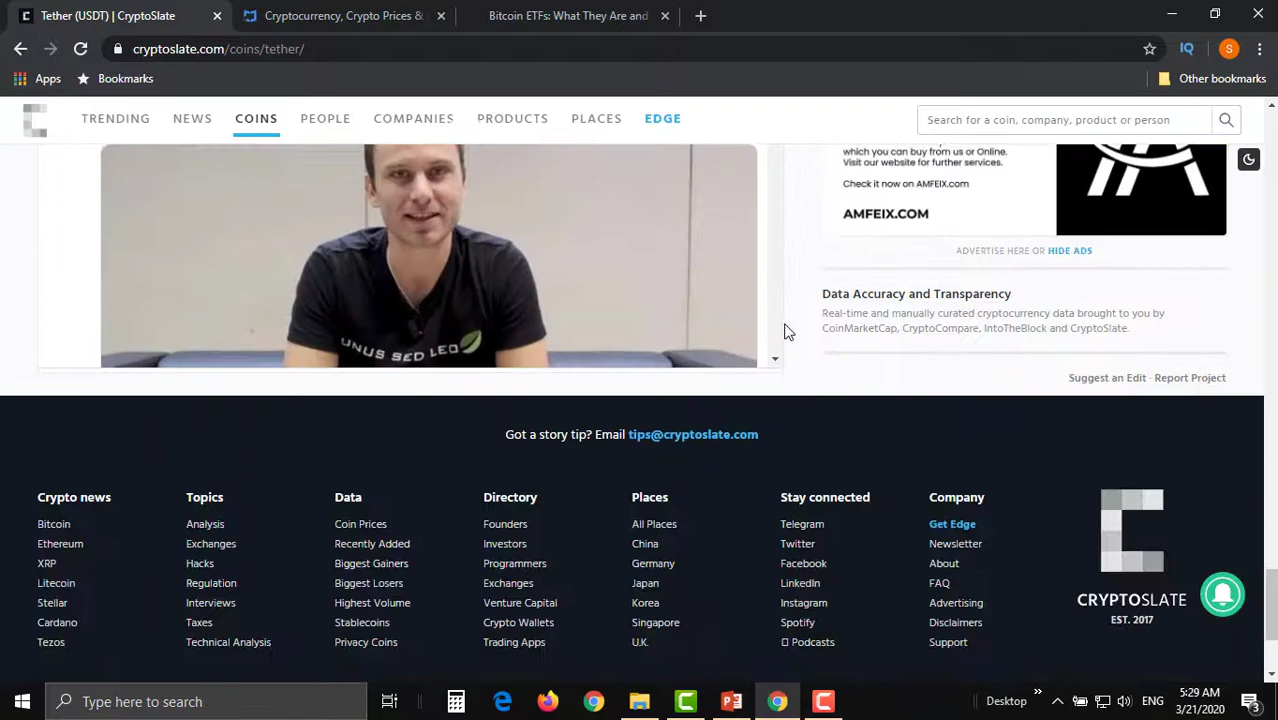 Tether (USDT) | CryptoSlate
Cryptocurrency, Crypto Prices &
Bitcoin ETFs: What They Are and
cryptoslate.com/coins/tether/
IQ
S
Apps
Bookmarks
Other bookmarks
TRENDING
NEWS
COINS
PEOPLE
COMPANIES
PRODUCTS
PLACES
EDGE
Search for a coin, company, product or person
UNUS SED LEO
which you can buy from us or Online.
Visit our website for further services.
Check it now on AMFEIX.com
AMFEIX.COM
ADVERTISE HERE OR HIDE ADS
Data Accuracy and Transparency
Real-time and manually curated cryptocurrency data brought to you by
CoinMarketCap, CryptoCompare, IntoTheBlock and CryptoSlate.
Suggest an Edit · Report Project
Got a story tip? Email tips@cryptoslate.com
Crypto news
Bitcoin
Ethereum
XRP
Litecoin
Stellar
Cardano
Tezos
Topics
Analysis
Exchanges
Hacks
Regulation
Interviews
Taxes
Technical Analysis
Data
Coin Prices
Recently Added
Biggest Gainers
Biggest Losers
Highest Volume
Stablecoins
Privacy Coins
Directory
Founders
Investors
Programmers
Exchanges
Venture Capital
Crypto Wallets
Trading Apps
Places
All Places
China
Germany
Japan
Korea
Singapore
U.K.
Stay connected
Telegram
Twitter
Facebook
LinkedIn
Instagram
Spotify
Podcasts
Company
Get Edge
Newsletter
About
FAQ
Advertising
Disclaimers
Support
CRYPTOSLATE
EST. 2017
Type here to search
Desktop
ENG
5:29 AM
3/21/2020
3